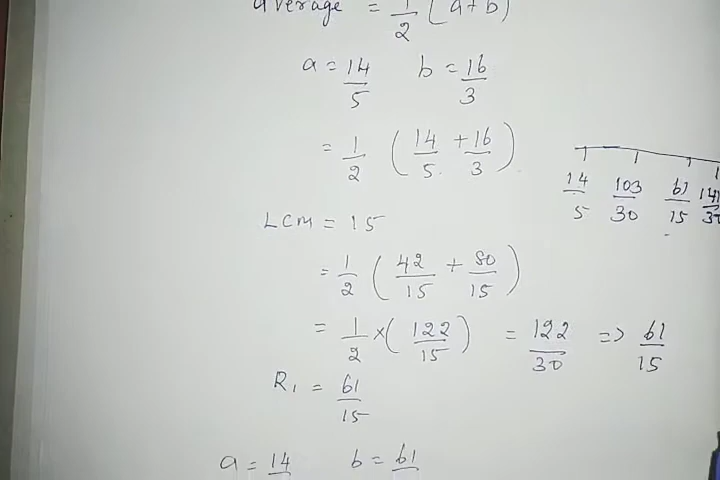 average = 1/2 (a+b)
a = 14/5 b = 16/3
= 1/2 (14/5 + 16/3)
14/5 103/30 61/15 141/30
LCM = 15
= 1/2 (42/15 + 80/15)
= 1/2 × (122/15) = 122/30 => 61/15
R1 = 61/15
a = 14 b = 61